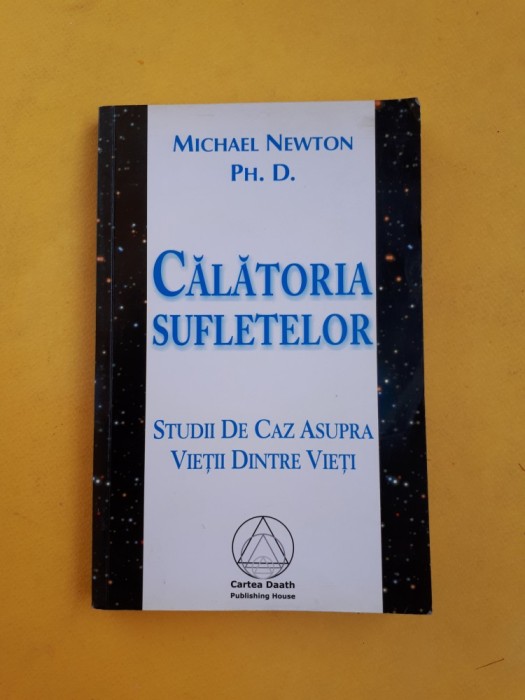 MICHAEL NEWTON
PH. D.
CĂLĂTORIA
SUFLETELOR
STUDII DE CAZ ASUPRA
VIEȚII DINTRE VIEȚI
Cartea Daath
Publishing House